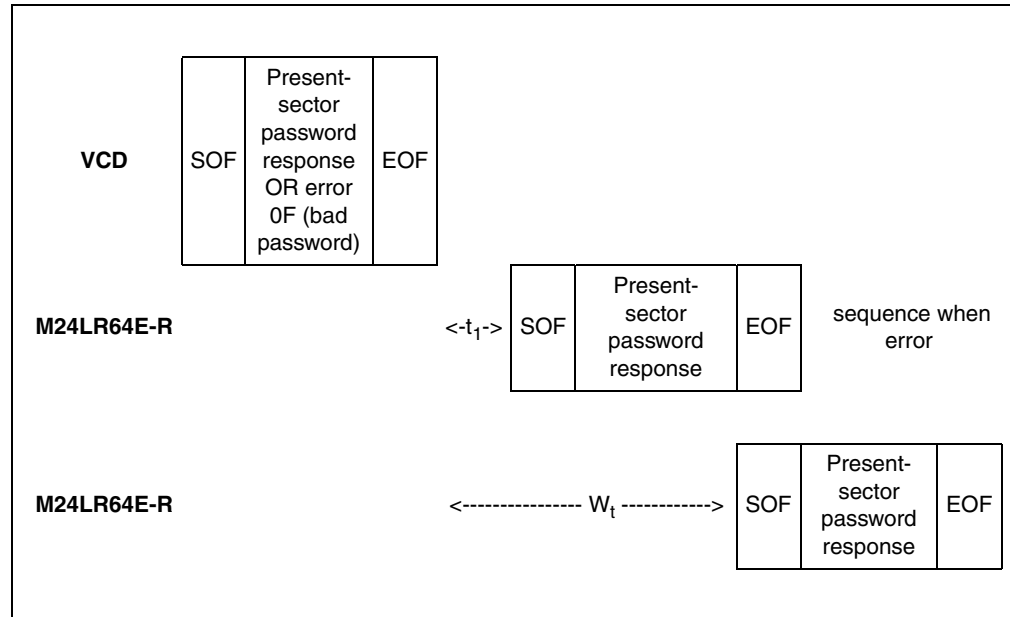 Present-
sector
password
VCD SOF response EOF
OR error
0F (bad
password)
Present-
M24LR64E-R <-t1-> SOF sector EOF sequence when
password error
response
Present-
M24LR64E-R <---------------- Wt ------------> SOF sector EOF
password
response